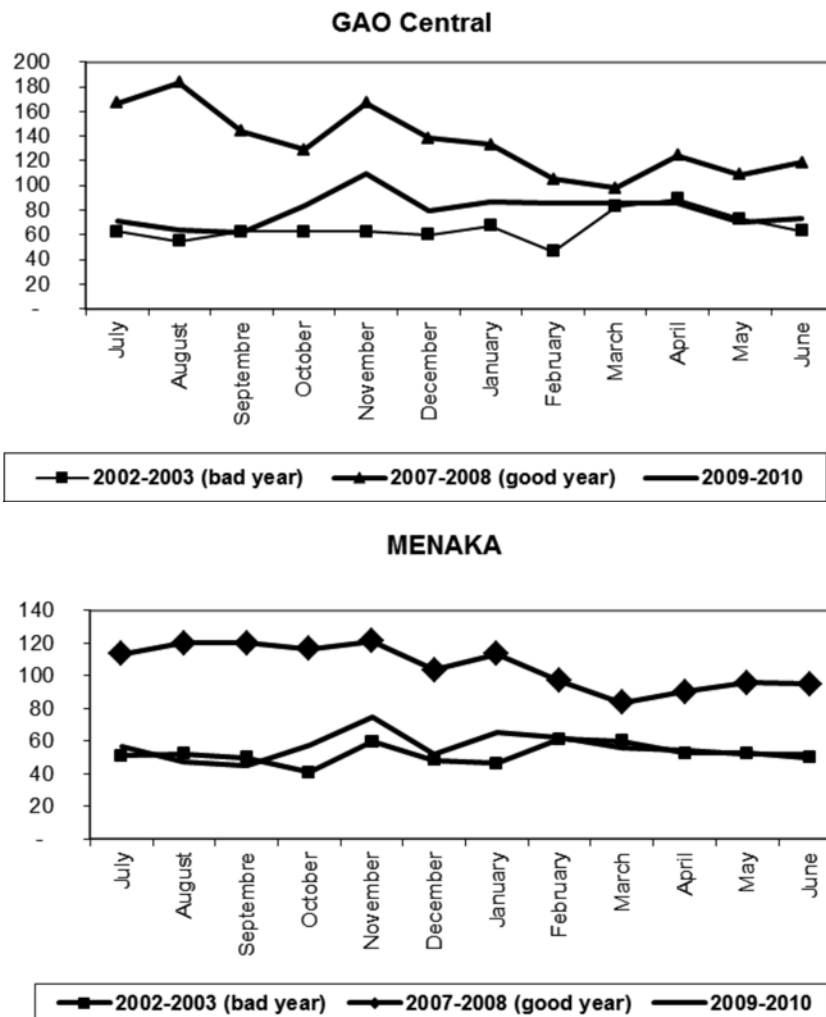 GAO Central
200
180
160
140
120
100
80
60
40
20
-
July
August
Septembre
October
November
December
January
February
March
April
May
June
2002-2003 (bad year) 2007-2008 (good year) 2009-2010
MENAKA
140
120
100
80
60
40
20
-
July
August
Septembre
October
November
December
January
February
March
April
May
June
2002-2003 (bad year) 2007-2008 (good year) 2009-2010